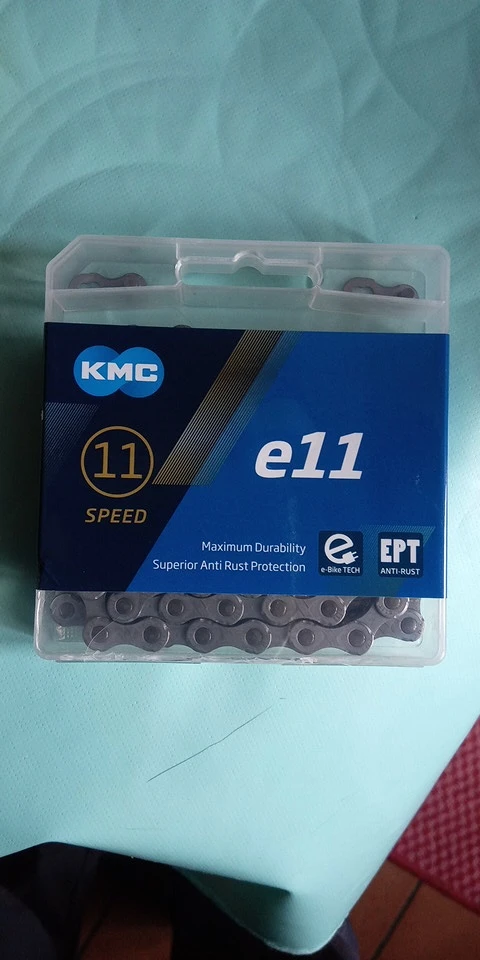 KMC
11
SPEED
e11
Maximum Durability
Superior Anti Rust Protection
e
e-Bike TECH
EPT
ANTI-RUST